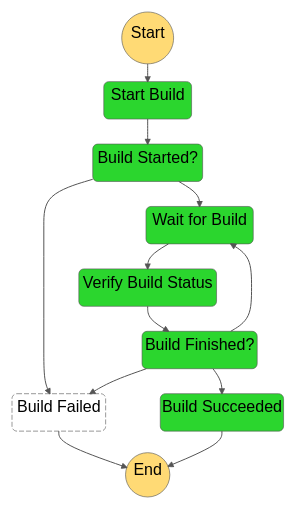 Start
Start Build
Build Started?
Wait for Build
Verify Build Status
Build Finished?
Build Failed
Build Succeeded
End